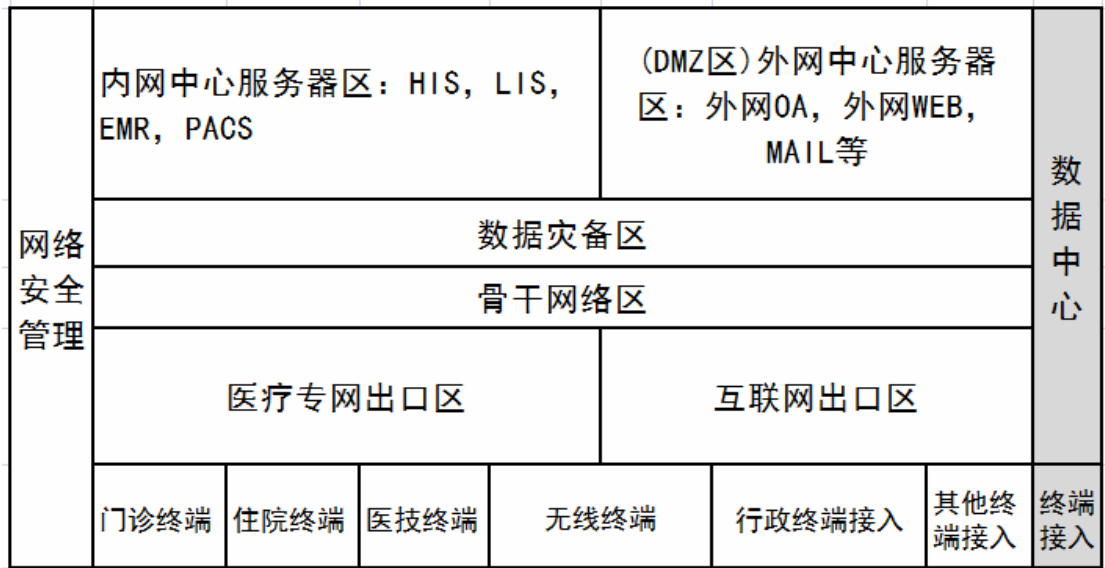 网络
安全
管理
内网中心服务器区：HIS, LIS,
EMR, PACS
(DMZ区)外网中心服务器
区：外网OA, 外网WEB,
MAIL等
数据灾备区
骨干网络区
医疗专网出口区
互联网出口区
数
据
中
心
门诊终端
住院终端
医技终端
无线终端
行政终端接入
其他终
端接入
终端
接入